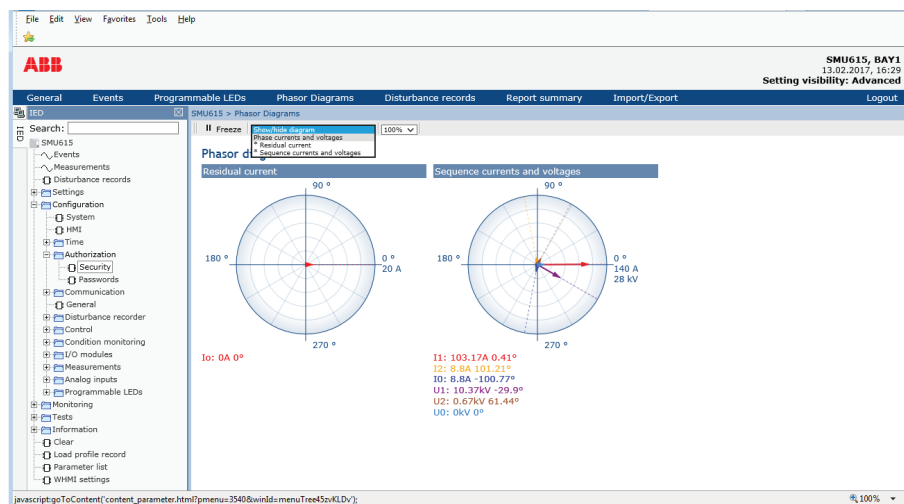 File Edit View Favorites Tools Help
ABB
SMU615, BAY1
13.02.2017, 16:29
Setting visibility: Advanced
General Events Programmable LEDs Phasor Diagrams Disturbance records Report summary Import/Export Logout
IED
SMU615 > Phasor Diagrams
IED
Search:
Freeze
Show/hide diagram
Phase currents and voltages
* Residual current
* Sequence currents and voltages
100%
SMU615
Events
Measurements
Disturbance records
Settings
Configuration
System
HMI
Time
Authorization
Security
Passwords
Communication
General
Disturbance recorder
Control
Condition monitoring
I/O modules
Measurements
Analog inputs
Programmable LEDs
Monitoring
Tests
Information
Clear
Load profile record
Parameter list
WHMI settings
Phasor di
Residual current
90 °
180 °
0 °
20 A
270 °
Io: 0A 0°
Sequence currents and voltages
90 °
180 °
0 °
140 A
28 kV
270 °
I1: 103.17A 0.41°
I2: 8.8A 101.21°
I0: 8.8A -100.77°
U1: 10.37kV -29.9°
U2: 0.67kV 61.44°
U0: 0kV 0°
javascript:goToContent('content_parameter.html?pmenu=3540&winId=menuTree45zvKLDv');
100%